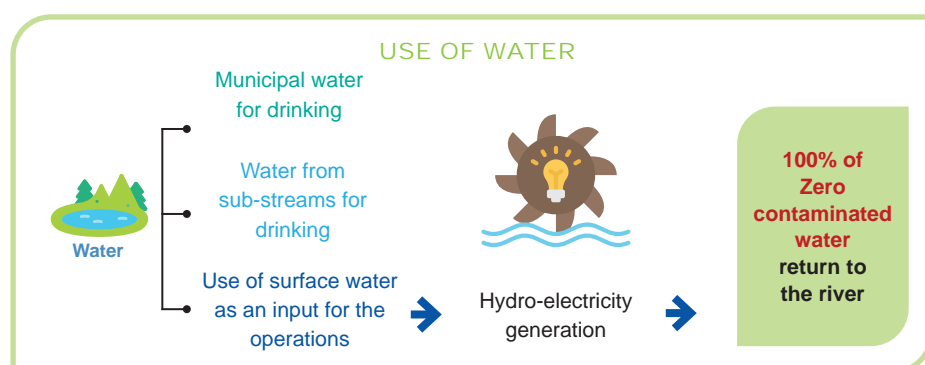 USE OF WATER
Municipal water
for drinking
Water from
sub-streams for
drinking
Water
Use of surface water
as an input for the
operations
Hydro-electricity
generation
100% of
Zero
contaminated
water
return to
the river